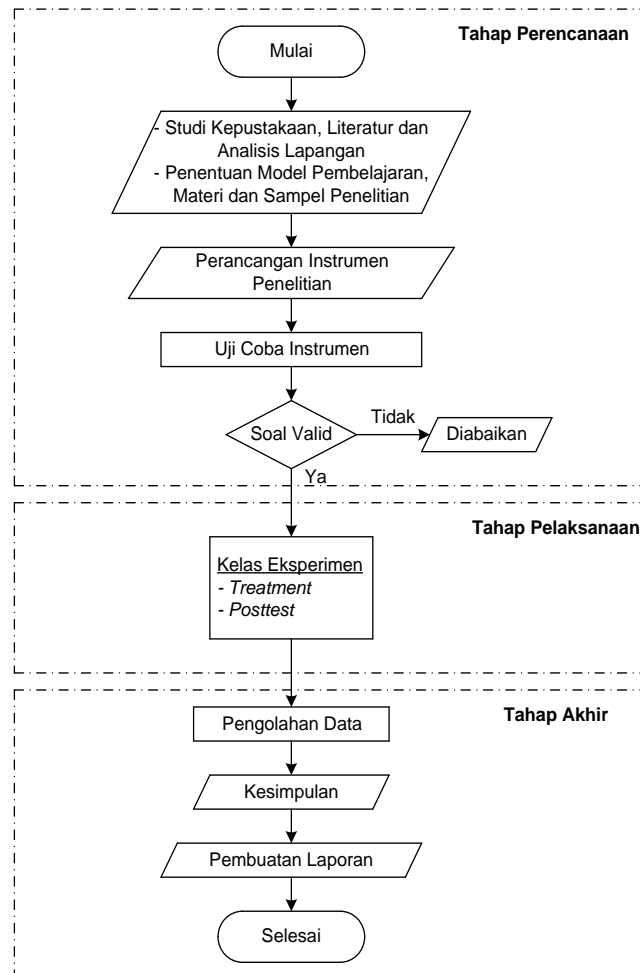 Tahap Perencanaan
Mulai
- Studi Kepustakaan, Literatur dan
Analisis Lapangan
- Penentuan Model Pembelajaran,
Materi dan Sampel Penelitian
Perancangan Instrumen
Penelitian
Uji Coba Instrumen
Soal Valid
Tidak
Diabaikan
Ya
Tahap Pelaksanaan
Kelas Eksperimen
- Treatment
- Posttest
Tahap Akhir
Pengolahan Data
Kesimpulan
Pembuatan Laporan
Selesai